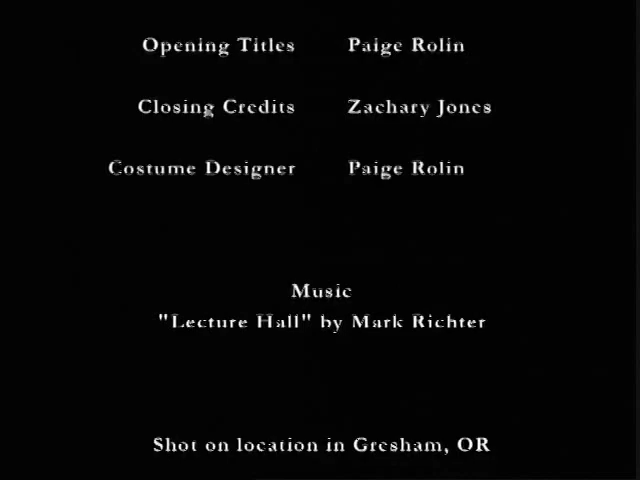 Opening Titles Paige Rolin
Closing Credits Zachary Jones
Costume Designer Paige Rolin
Music
"Lecture Hall" by Mark Richter
Shot on location in Gresham, OR